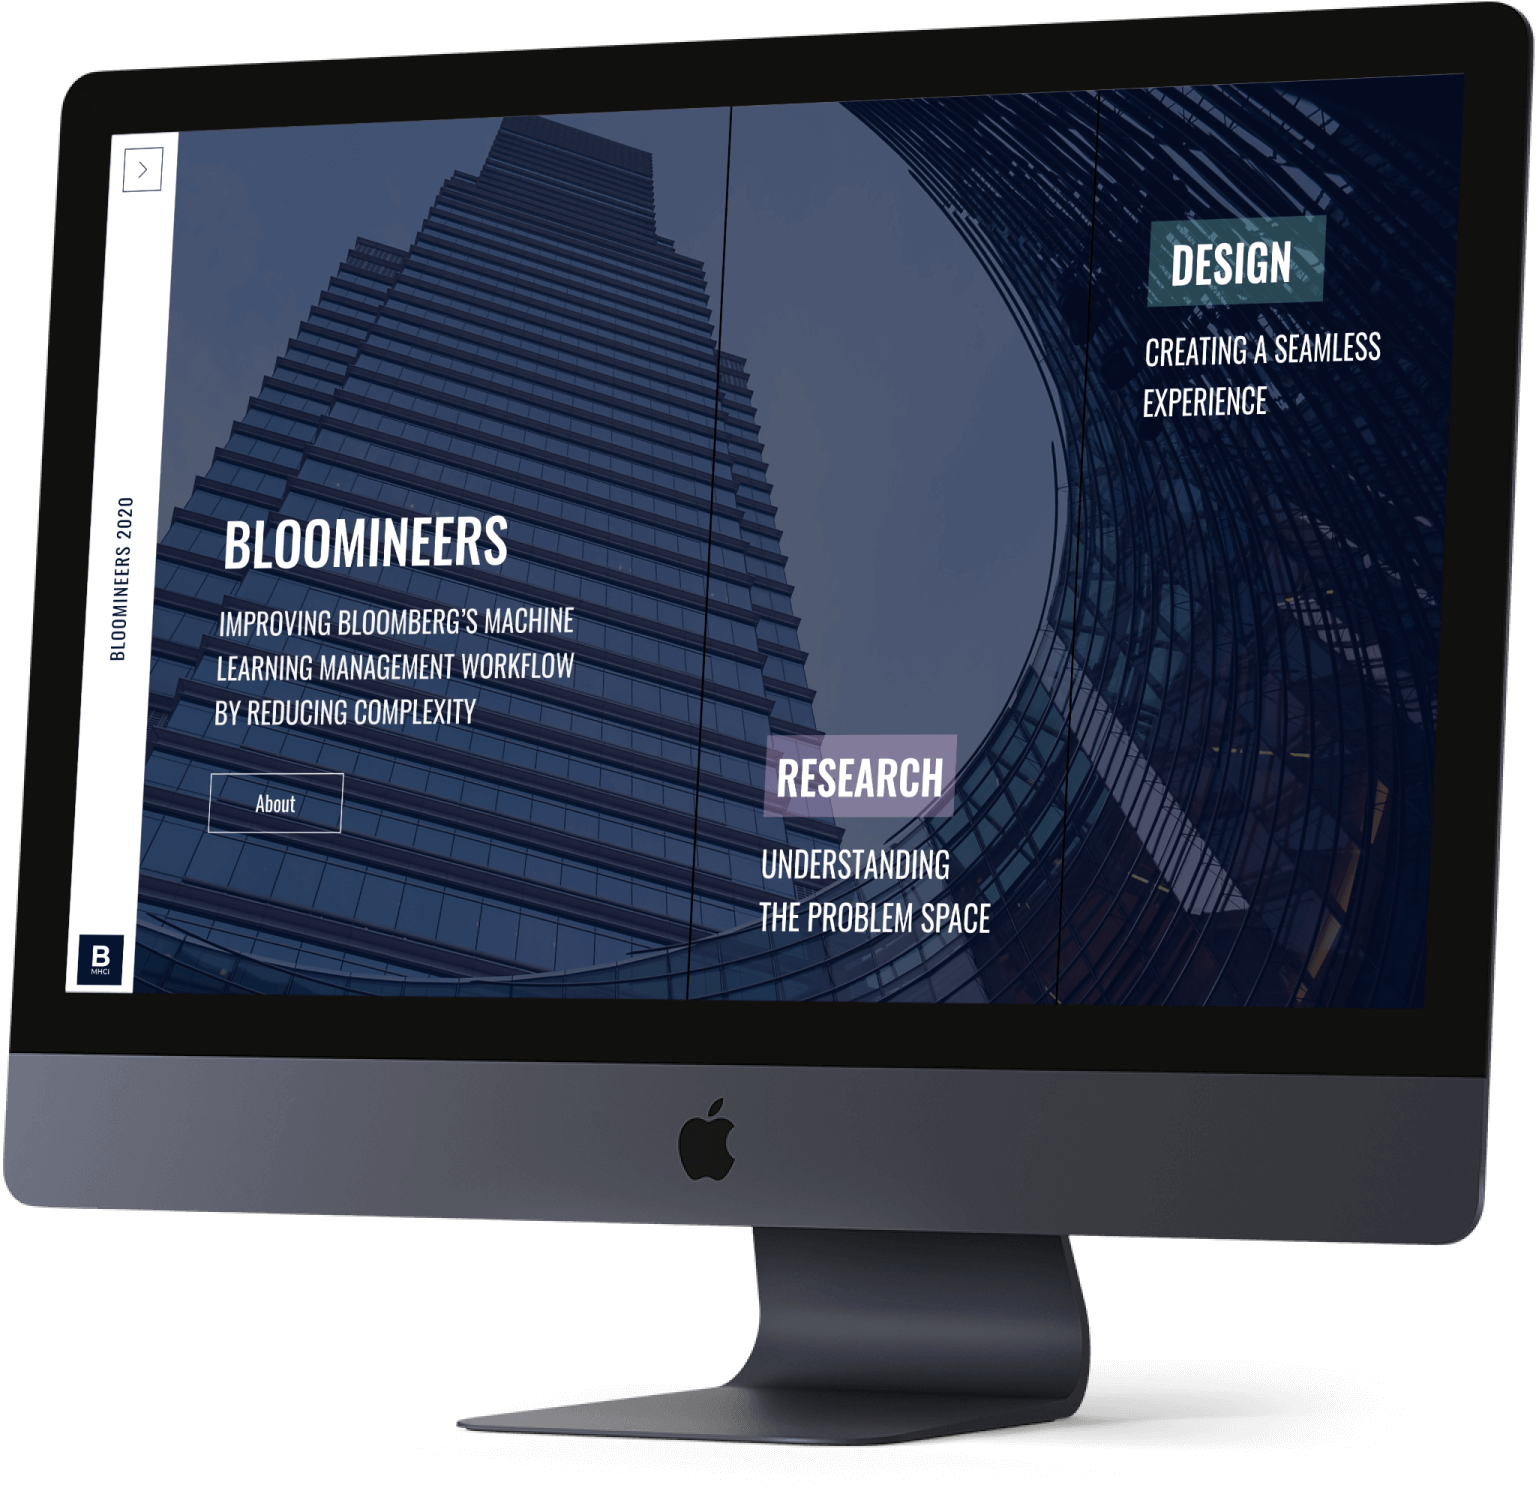 BLOOMINEERS 2020
B
MHCI
BLOOMINEERS
IMPROVING BLOOMBERG’S MACHINE
LEARNING MANAGEMENT WORKFLOW
BY REDUCING COMPLEXITY
About
RESEARCH
UNDERSTANDING
THE PROBLEM SPACE
DESIGN
CREATING A SEAMLESS
EXPERIENCE